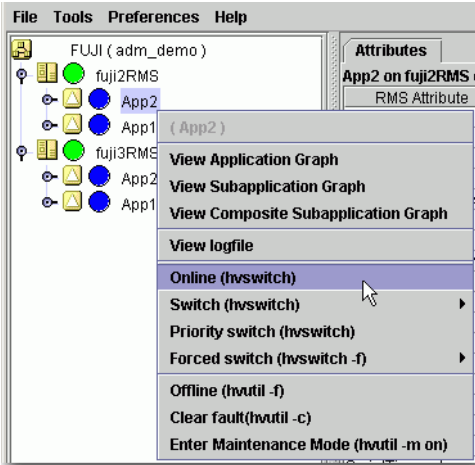 File Tools Preferences Help
FUJI ( adm_demo )
fuji2RMS
App2
App1
fuji3RMS
App2
App1
Attributes
App2 on fuji2RMS
RMS Attribute
( App2 )
View Application Graph
View Subapplication Graph
View Composite Subapplication Graph
View logfile
Online (hvswitch)
Switch (hvswitch)
Priority switch (hvswitch)
Forced switch (hvswitch -f)
Offline (hvutil -f)
Clear fault(hvutil -c)
Enter Maintenance Mode (hvutil -m on)